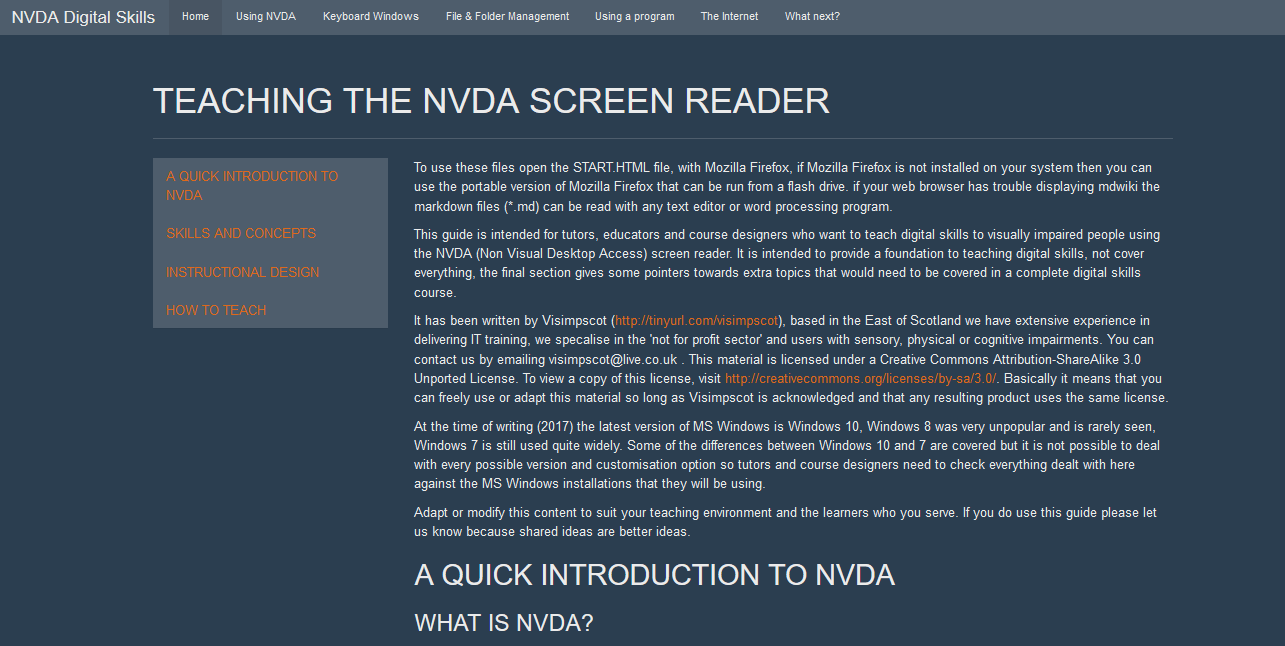 NVDA Digital Skills Home Using NVDA Keyboard Windows File & Folder Management Using a program The Internet What next?
TEACHING THE NVDA SCREEN READER
A QUICK INTRODUCTION TO
NVDA
SKILLS AND CONCEPTS
INSTRUCTIONAL DESIGN
HOW TO TEACH
To use these files open the START.HTML file, with Mozilla Firefox, if Mozilla Firefox is not installed on your system then you can
use the portable version of Mozilla Firefox that can be run from a flash drive. if your web browser has trouble displaying mdwiki the
markdown files (*.md) can be read with any text editor or word processing program.
This guide is intended for tutors, educators and course designers who want to teach digital skills to visually impaired people using
the NVDA (Non Visual Desktop Access) screen reader. It is intended to provide a foundation to teaching digital skills, not cover
everything, the final section gives some pointers towards extra topics that would need to be covered in a complete digital skills
course.
It has been written by Visimpscot (http://tinyurl.com/visimpscot), based in the East of Scotland we have extensive experience in
delivering IT training, we specalise in the 'not for profit sector' and users with sensory, physical or cognitive impairments. You can
contact us by emailing visimpscot@live.co.uk . This material is licensed under a Creative Commons Attribution-ShareAlike 3.0
Unported License. To view a copy of this license, visit http://creativecommons.org/licenses/by-sa/3.0/. Basically it means that you
can freely use or adapt this material so long as Visimpscot is acknowledged and that any resulting product uses the same license.
At the time of writing (2017) the latest version of MS Windows is Windows 10, Windows 8 was very unpopular and is rarely seen,
Windows 7 is still used quite widely. Some of the differences between Windows 10 and 7 are covered but it is not possible to deal
with every possible version and customisation option so tutors and course designers need to check everything dealt with here
against the MS Windows installations that they will be using.
Adapt or modify this content to suit your teaching environment and the learners who you serve. If you do use this guide please let
us know because shared ideas are better ideas.
A QUICK INTRODUCTION TO NVDA
WHAT IS NVDA?